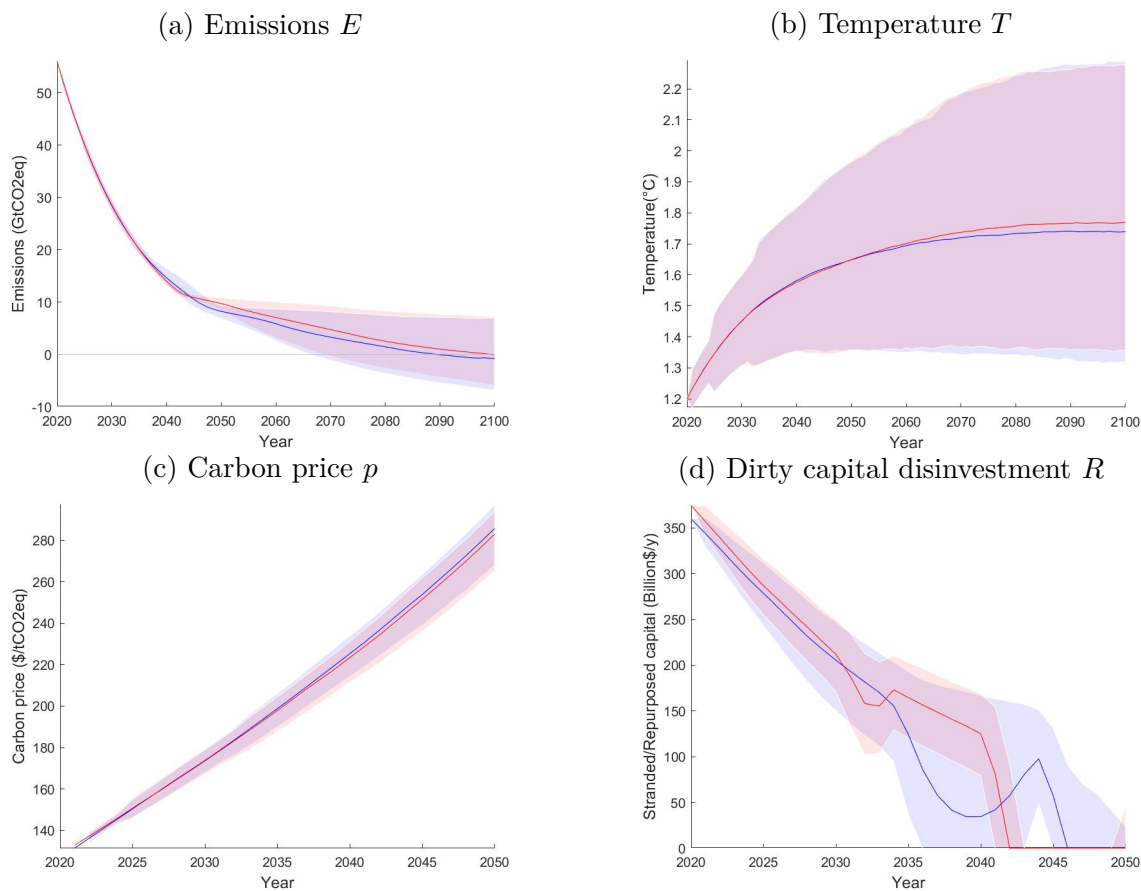 (a) Emissions E
50
40
30
20
10
0
-10
2020 2030 2040 2050 2060 2070 2080 2090 2100
Year
Emissions (GtCO2eq)
(b) Temperature T
2.2
2.1
2
1.9
1.8
1.7
1.6
1.5
1.4
1.3
1.2
2020 2030 2040 2050 2060 2070 2080 2090 2100
Year
Temperature(°C)
(c) Carbon price p
280
260
240
220
200
180
160
140
2020 2025 2030 2035 2040 2045 2050
Year
Carbon price ($/tCO2eq)
(d) Dirty capital disinvestment R
350
300
250
200
150
100
50
0
2020 2025 2030 2035 2040 2045 2050
Year
Stranded/Repurposed capital (Billion$/y)